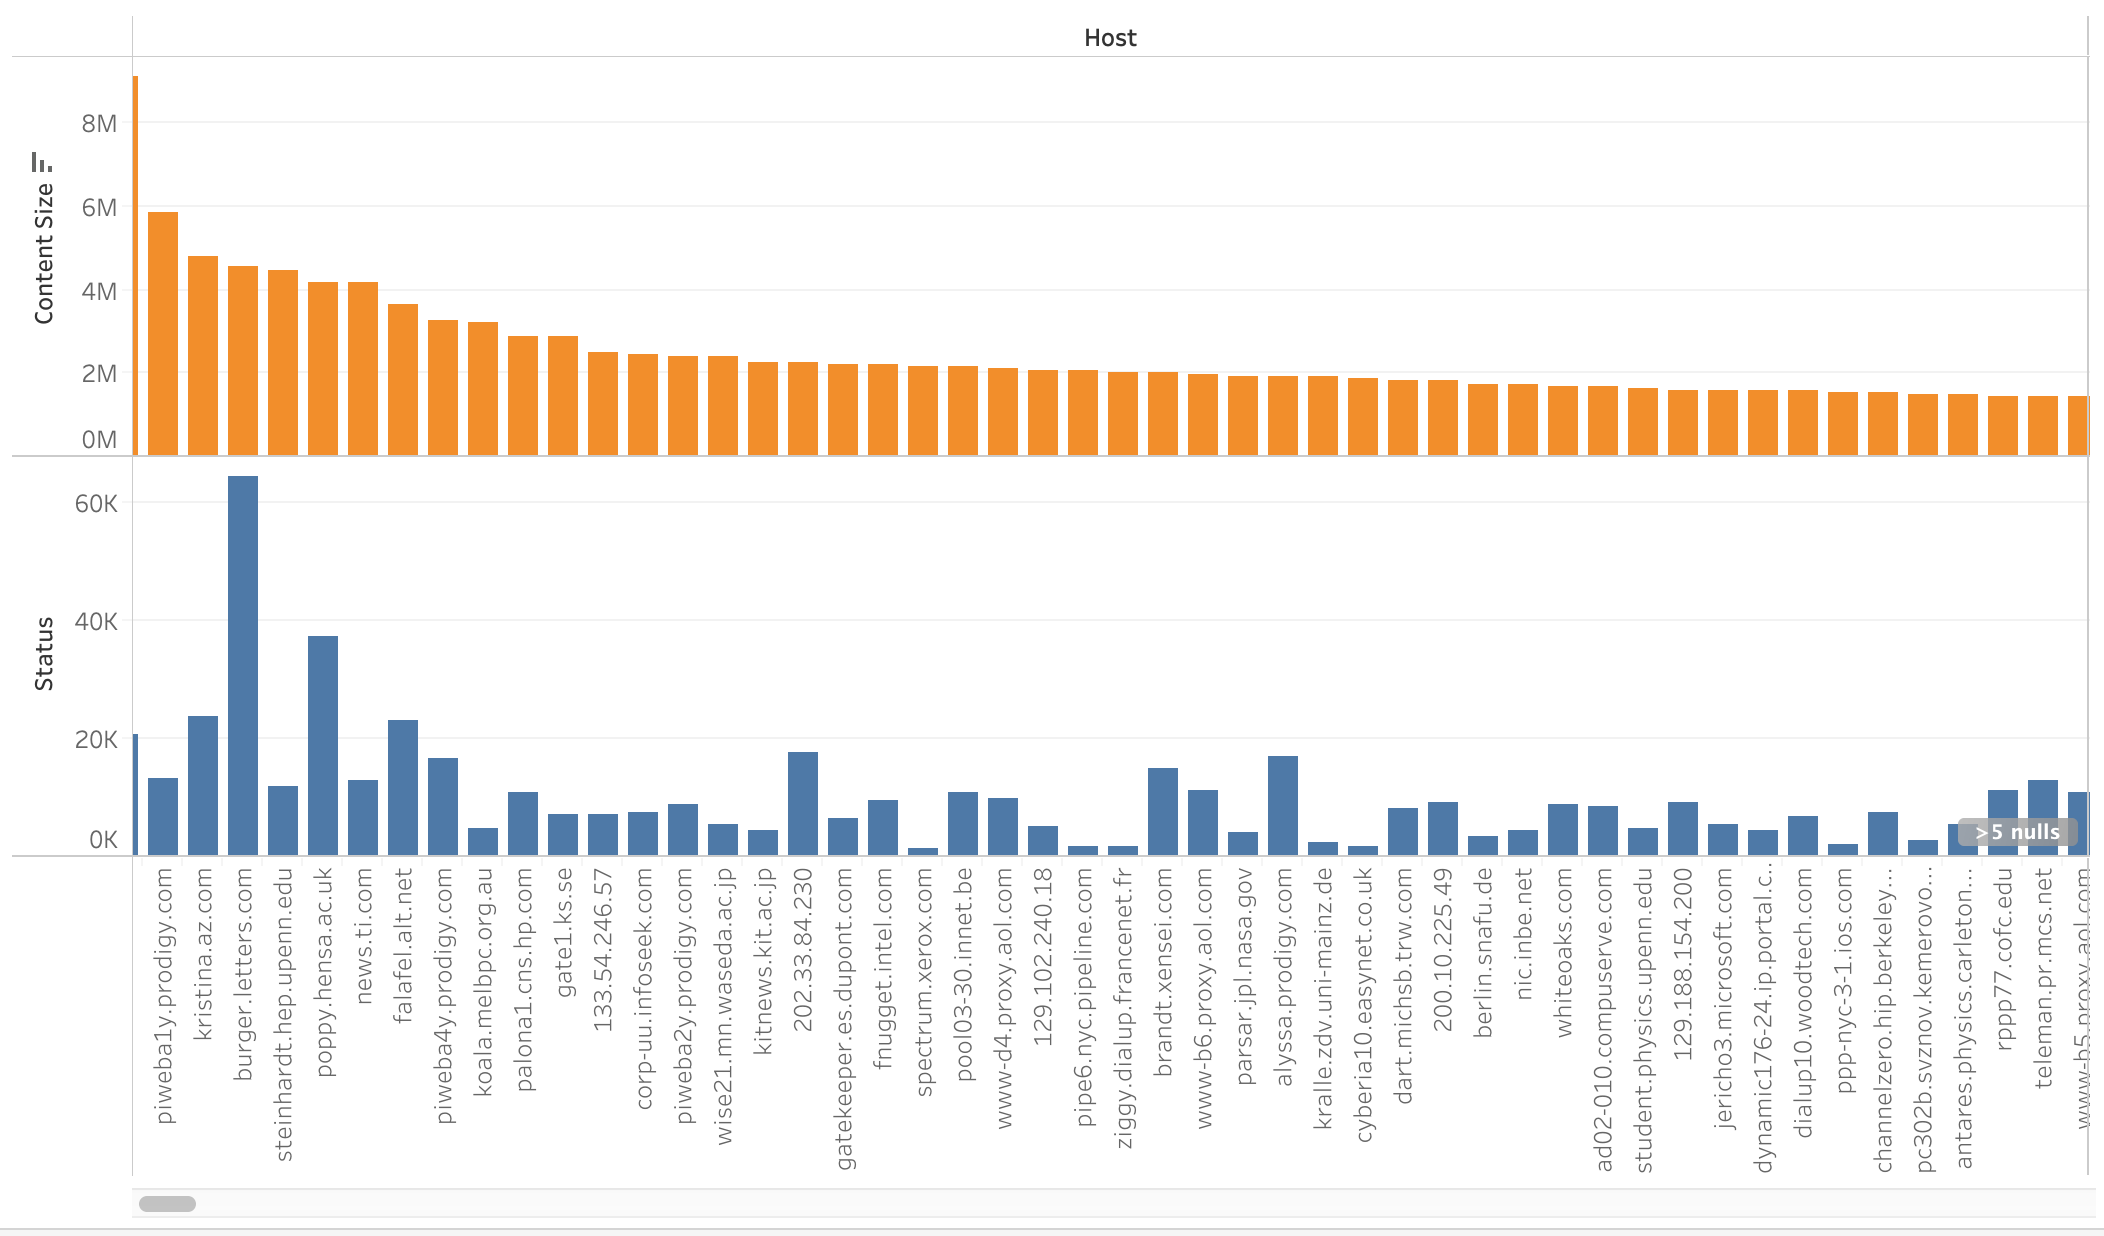 Host
Content Size
8M
6M
4M
2M
0M
Status
60K
40K
20K
0K
>5 nulls
piweba1y.prodigy.com
kristina.az.com
burger.letters.com
steinhardt.hep.upenn.edu
poppy.hensa.ac.uk
news.ti.com
falafel.alt.net
piweba4y.prodigy.com
koala.melbpc.org.au
palona1.cns.hp.com
gate1.ks.se
133.54.246.57
corp-uu.infoseek.com
piweba2y.prodigy.com
wise21.mn.waseda.ac.jp
kitnews.kit.ac.jp
202.33.84.230
gatekeeper.es.dupont.com
fnugget.intel.com
spectrum.xerox.com
pool03-30.innet.be
www-d4.proxy.aol.com
129.102.240.18
pipe6.nyc.pipeline.com
ziggy.dialup.francenet.fr
brandt.xensei.com
www-b6.proxy.aol.com
parsar.jpl.nasa.gov
alyssa.prodigy.com
kralle.zdv.uni-mainz.de
cyberia10.easynet.co.uk
dart.michsb.trw.com
200.10.225.49
berlin.snafu.de
nic.inbe.net
whiteoaks.com
ad02-010.compuserve.com
student.physics.upenn.edu
129.188.154.200
jericho3.microsoft.com
dynamic176-24.ip.portal.c..
dialup10.woodtech.com
ppp-nyc-3-1.ios.com
channelzero.hip.berkley...
pc302b.svznov.kemerovo...
antares.physics.carleton...
rppp77.cofc.edu
teleman.pr.mcs.net